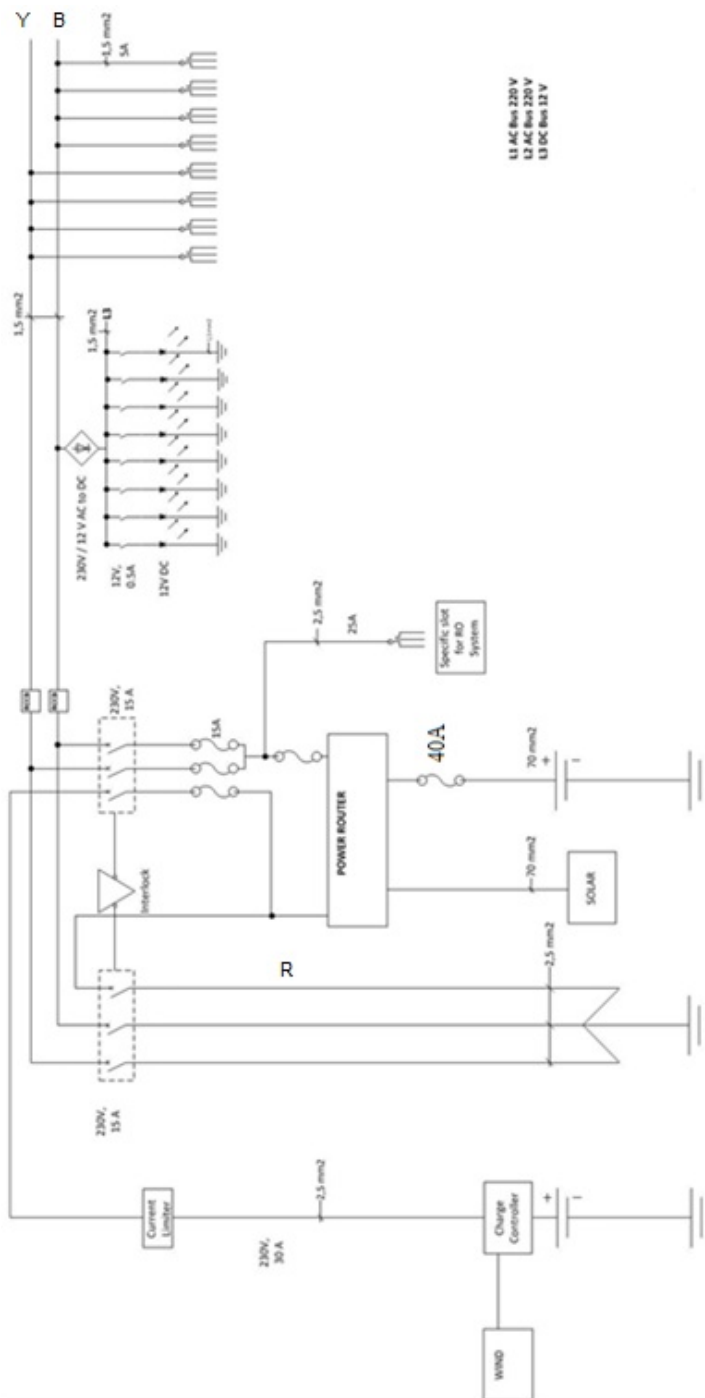 Y B
1,5 mm2
5A
L1 AC Bus 220 V
L2 AC Bus 220 V
L3 DC Bus 12 V
1,5 mm2
1,5 mm2
L3
230V / 12 V AC to DC
12V,
0.5A
12V DC
2,5 mm2
25A
Specific slot
for RO
System
230V,
15 A
15A
40A
POWER ROUTER
70 mm2
+
−
Interlock
70 mm2
SOLAR
R
2,5 mm2
230V,
15 A
Current
Limiter
2,5 mm2
230V,
30 A
Charge
Controller
+
−
WIND